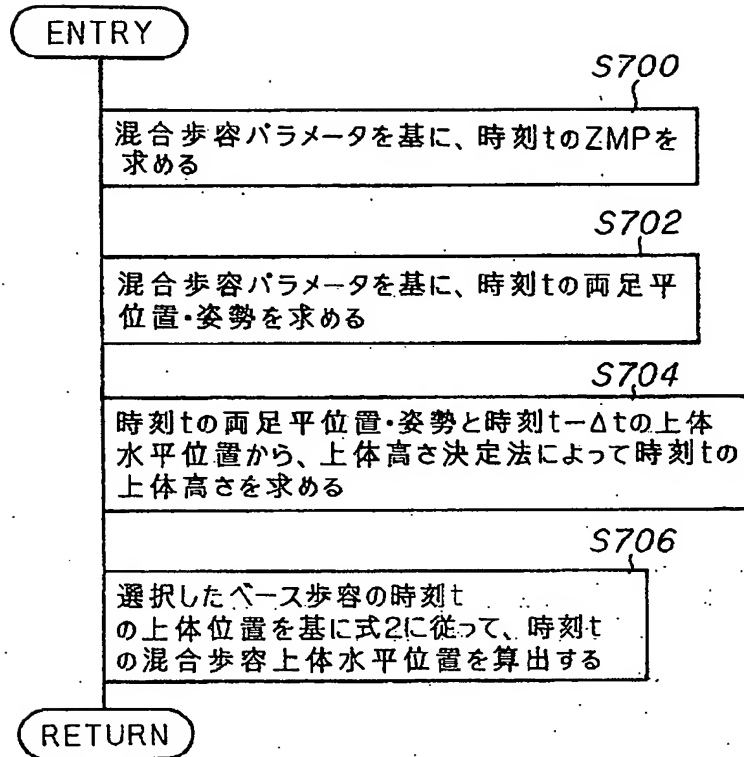 ENTRY
S700
混合歩容パラメータを基に、時刻tのZMPを
求める
S702
混合歩容パラメータを基に、時刻tの両足平
位置・姿勢を求める
S704
時刻tの両足平位置・姿勢と時刻t-Δtの上体
水平位置から、上体高さ決定法によって時刻tの
上体高さを求める
S706
選択したベース歩容の時刻t
の上体位置を基に式2に従って、時刻t
の混合歩容上体水平位置を算出する
RETURN